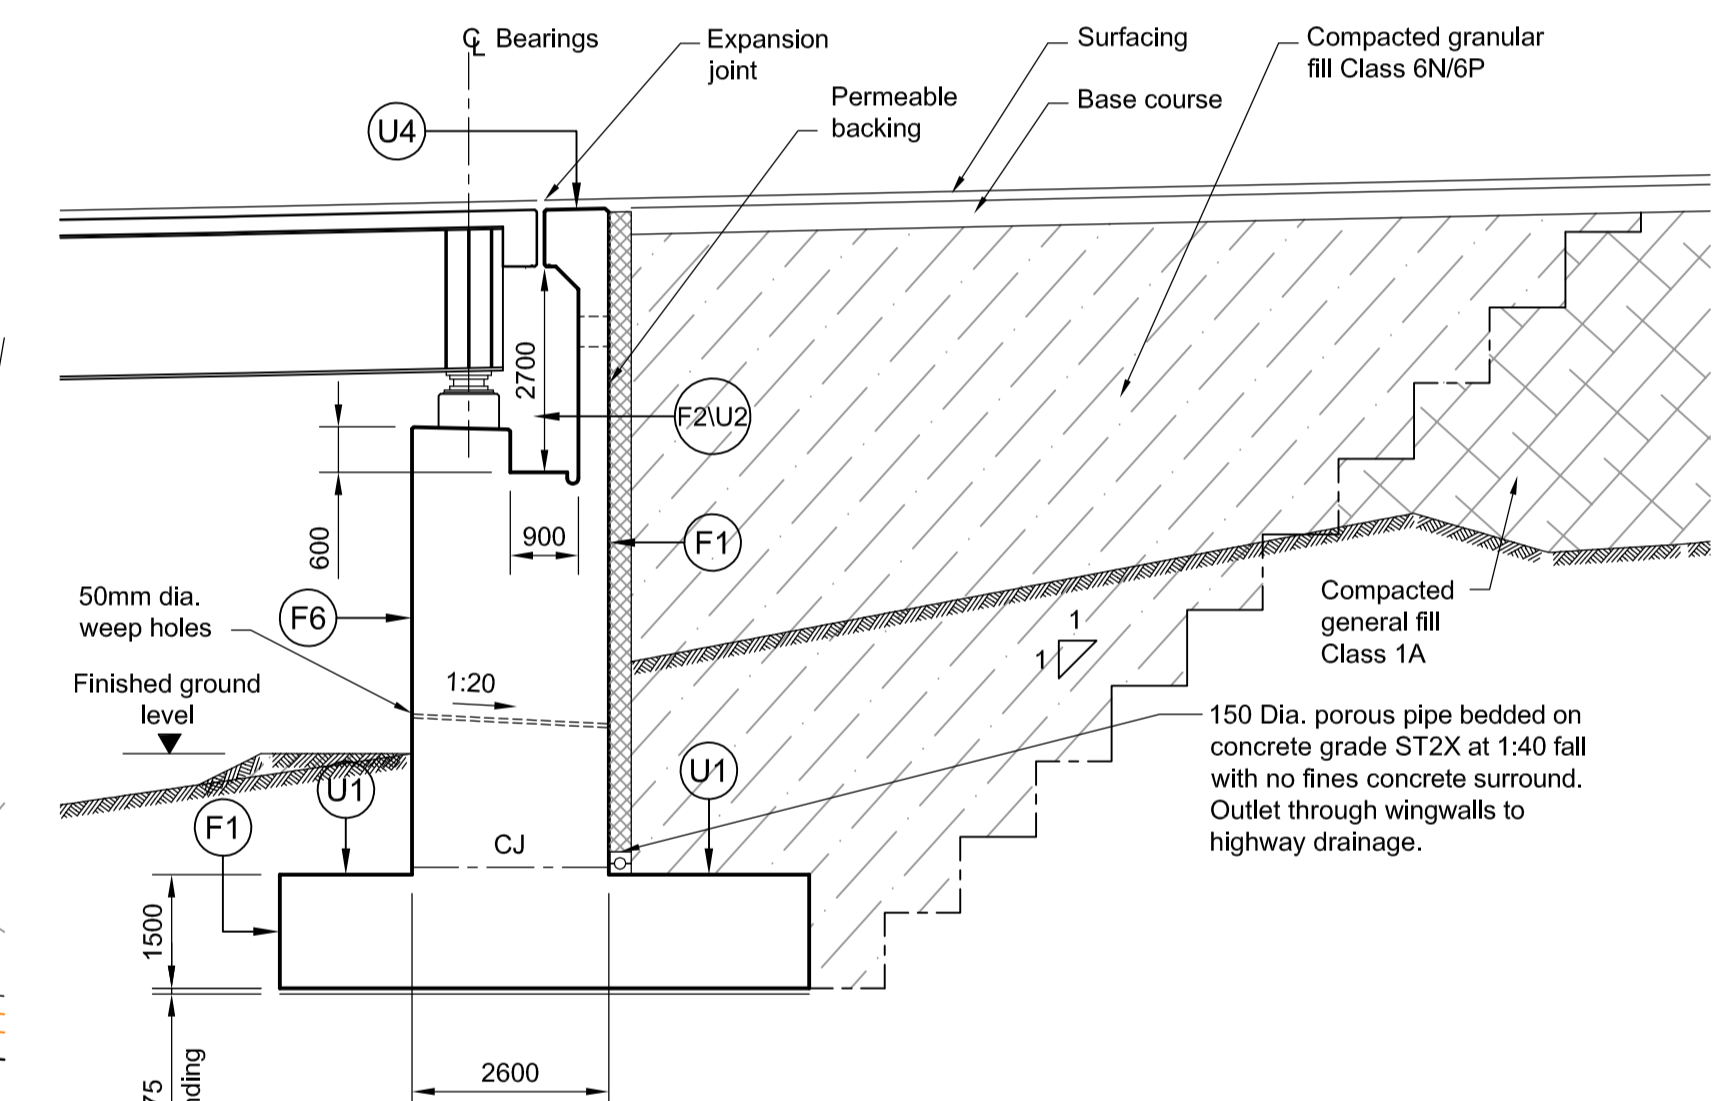 ℄ Bearings
Expansion
joint
Surfacing
Compacted granular
fill Class 6N/6P
Permeable
backing
Base course
U4
2700
F2\U2
600
900
F1
50mm dia.
weep holes
F6
Compacted
general fill
Class 1A
1
1
Finished ground
level
1:20
150 Dia. porous pipe bedded on
concrete grade ST2X at 1:40 fall
with no fines concrete surround.
Outlet through wingwalls to
highway drainage.
U1
U1
F1
CJ
1500
2600
75
nding